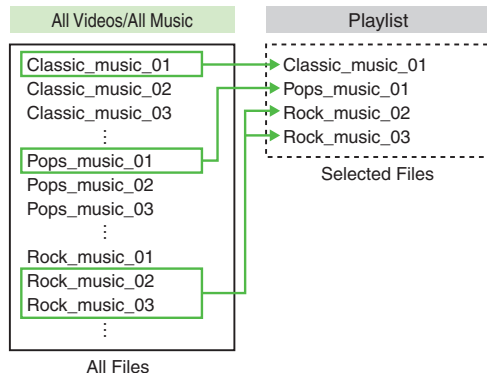 All Videos/All Music
Classic_music_01
Classic_music_02
Classic_music_03
⋮
Pops_music_01
Pops_music_02
Pops_music_03
⋮
Rock_music_01
Rock_music_02
Rock_music_03
⋮
All Files
Playlist
Classic_music_01
Pops_music_01
Rock_music_02
Rock_music_03
Selected Files